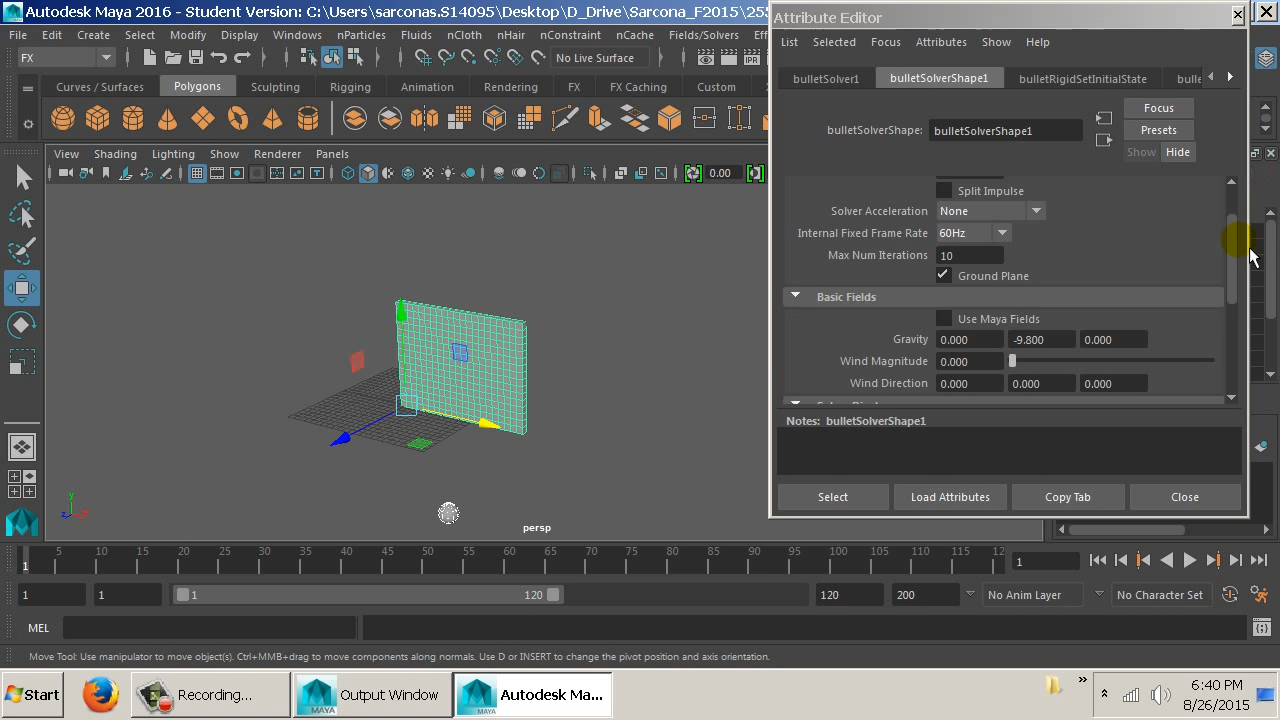 Autodesk Maya 2016 - Student Version: C:\Users\sarconas.S14095\Desktop\D_Drive\Sarcona_F2015\255
Attribute Editor
File Edit Create Select Modify Display Windows nParticles Fluids nCloth nHair nConstraint nCache Fields/Solvers
List Selected Focus Attributes Show Help
FX
No Live Surface
IPR
Curves / Surfaces Polygons Sculpting Rigging Animation Rendering FX FX Caching Custom
bulletSolver1 bulletSolverShape1 bulletRigidSetInitialState
Focus
bulletSolverShape: bulletSolverShape1
Presets
Show Hide
View Shading Lighting Show Renderer Panels
0.00
Split Impulse
Solver Acceleration None
Internal Fixed Frame Rate 60Hz
Max Num Iterations 10
Ground Plane
Basic Fields
Use Maya Fields
Gravity 0.000 -9.800 0.000
Wind Magnitude 0.000
Wind Direction 0.000 0.000 0.000
Notes: bulletSolverShape1
Select Load Attributes Copy Tab Close
y
z x
persp
5 10 15 20 25 30 35 40 45 50 55 60 65 70 75 80 85 90 95 100 105 110 115 12
1
1
1 1 1 120 120 200 No Anim Layer No Character Set
MEL
Move Tool: Use manipulator to move object(s). Ctrl+MMB+drag to move components along normals. Use D or INSERT to change the pivot position and axis orientation.
Start Recording... Output Window Autodesk Ma...
MAYA MAYA
6:40 PM
8/26/2015